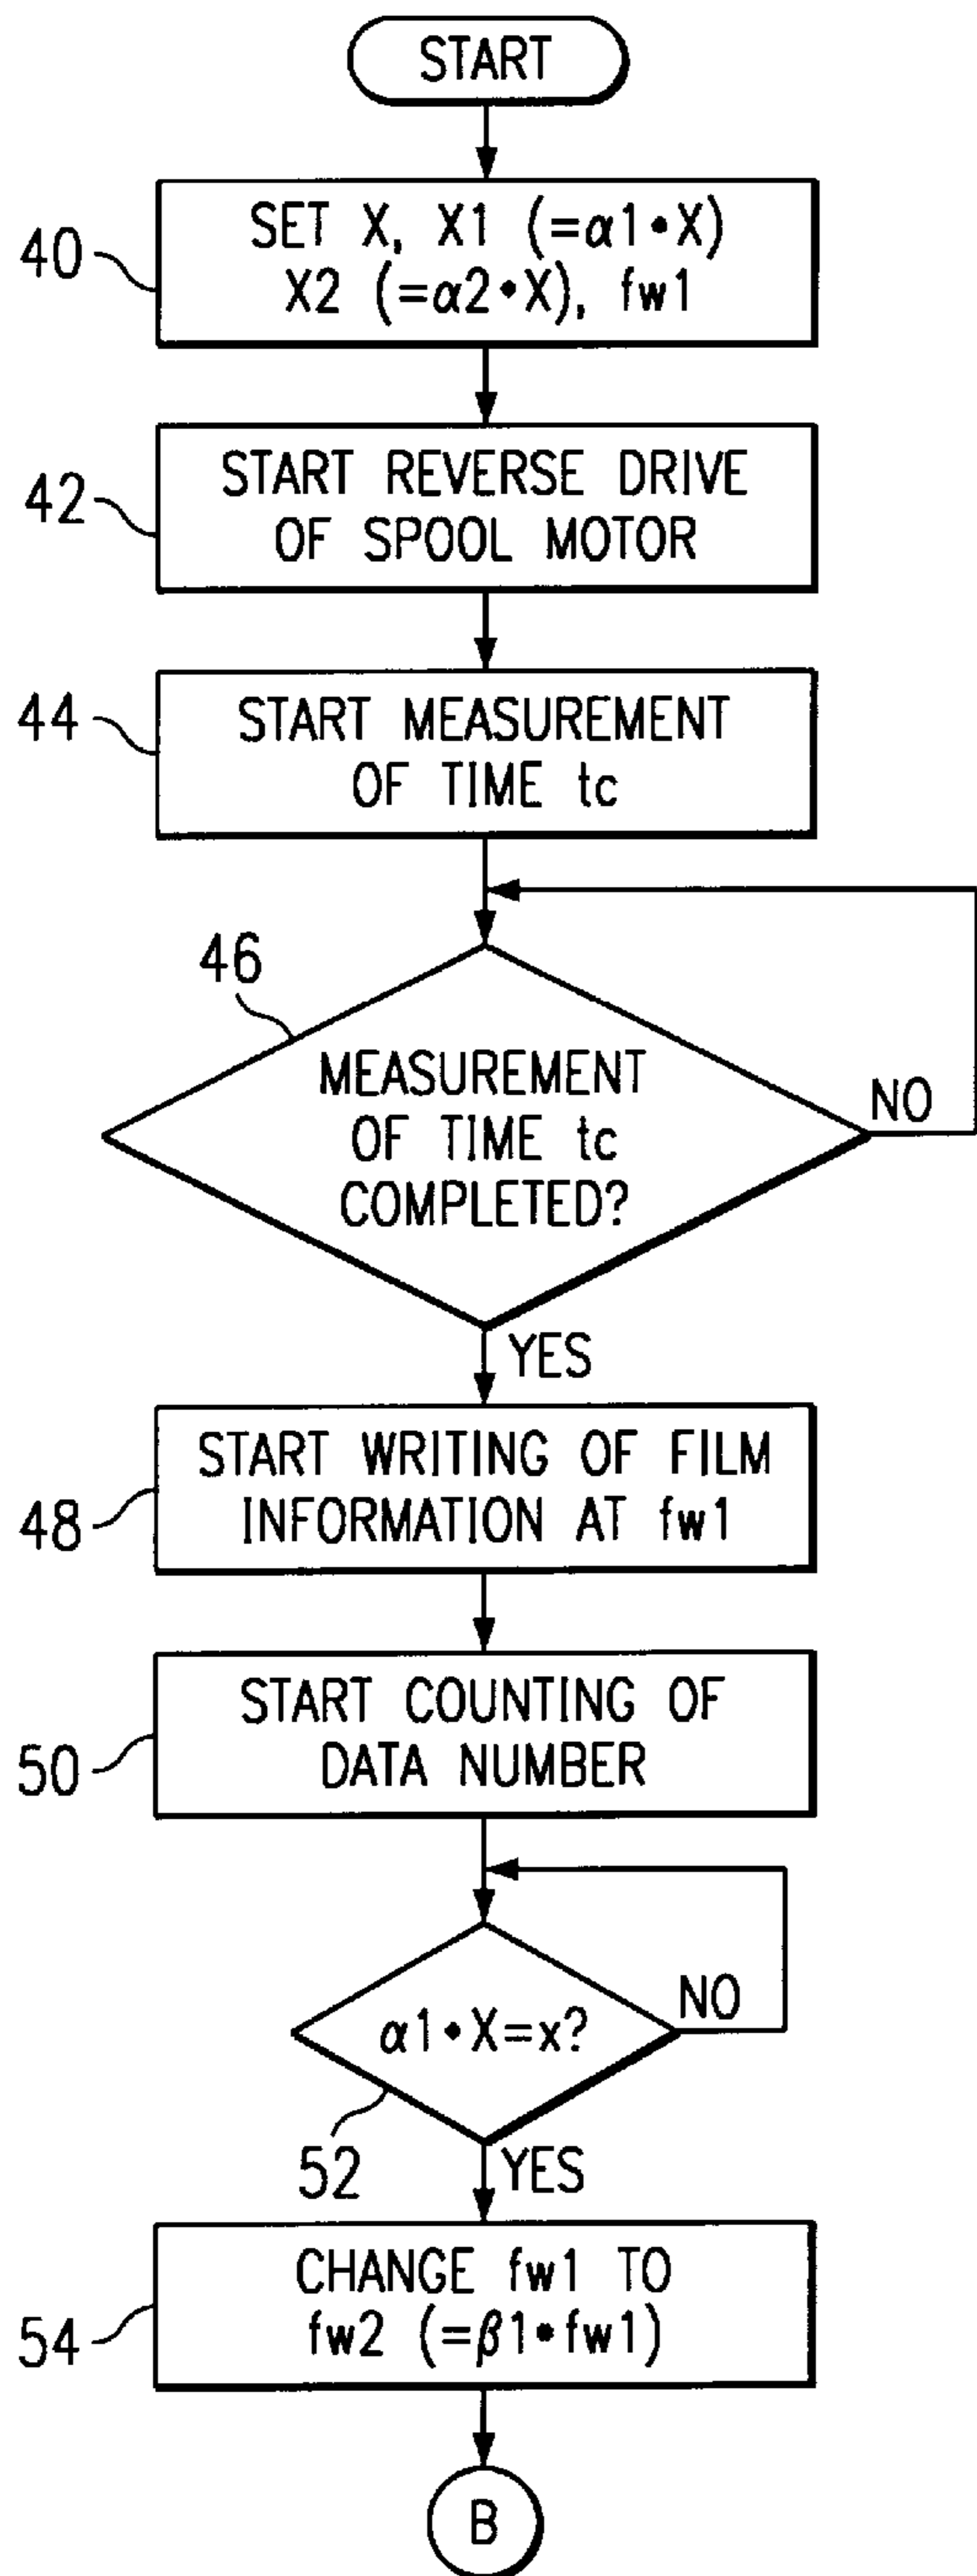 START
40
SET X, X1 (=α1•X)
X2 (=α2•X), fw1
42
START REVERSE DRIVE
OF SPOOL MOTOR
44
START MEASUREMENT
OF TIME tc
46
MEASUREMENT
OF TIME tc
COMPLETED?
NO
YES
48
START WRITING OF FILM
INFORMATION AT fw1
50
START COUNTING OF
DATA NUMBER
α1•X=x?
NO
52
YES
54
CHANGE fw1 TO
fw2 (=β1•fw1)
B